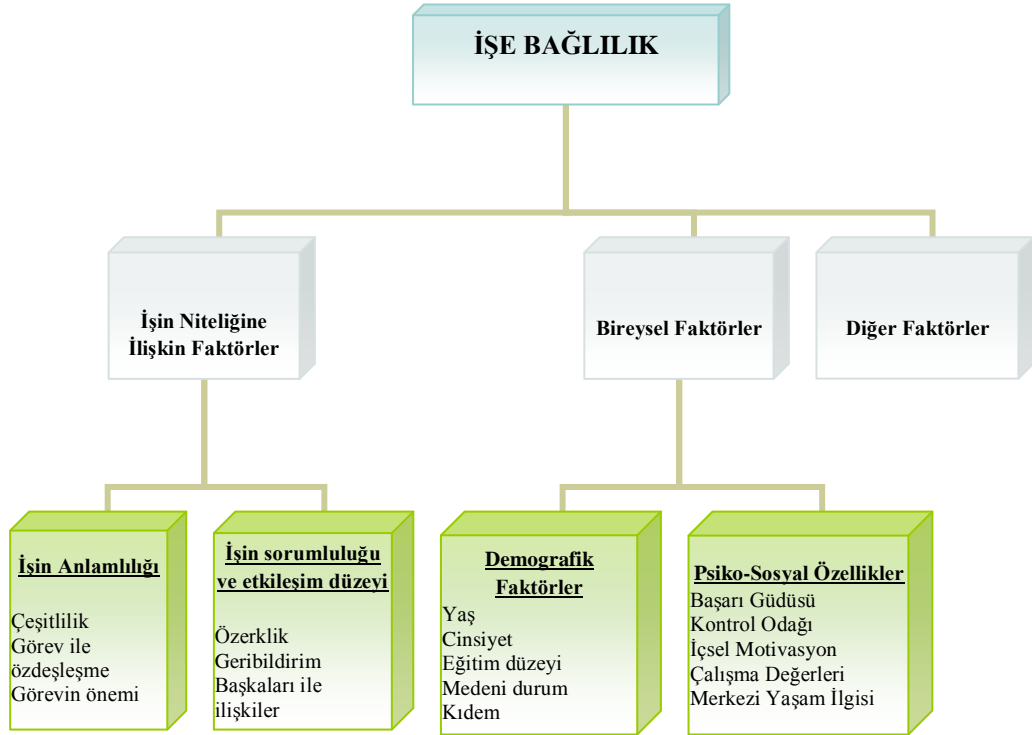 İŞE BAĞLILIK
İşin Niteliğine
İlişkin Faktörler
Bireysel Faktörler
Diğer Faktörler
İşin Anlamlılığı
Çeşitlilik
Görev ile
özdeşleşme
Görevin önemi
İşin sorumluluğu
ve etkileşim düzeyi
Özerklik
Geribildirim
Başkaları ile
ilişkiler
Demografik
Faktörler
Yaş
Cinsiyet
Eğitim düzeyi
Medeni durum
Kıdem
Psiko-Sosyal Özellikler
Başarı Güdüsü
Kontrol Odağı
İçsel Motivasyon
Çalışma Değerleri
Merkezi Yaşam İlgisi